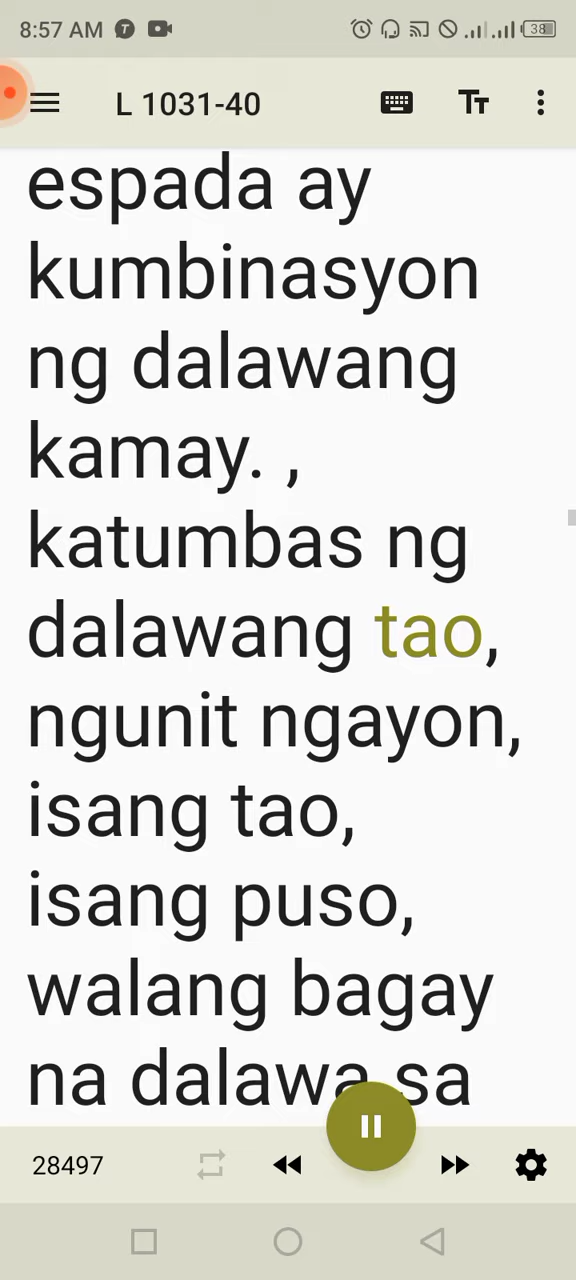 8:57 AM
38
L 1031-40
espada ay
kumbinasyon
ng dalawang
kamay. ,
katumbas ng
dalawang tao,
ngunit ngayon,
isang tao,
isang puso,
walang bagay
na dalawa sa
28497